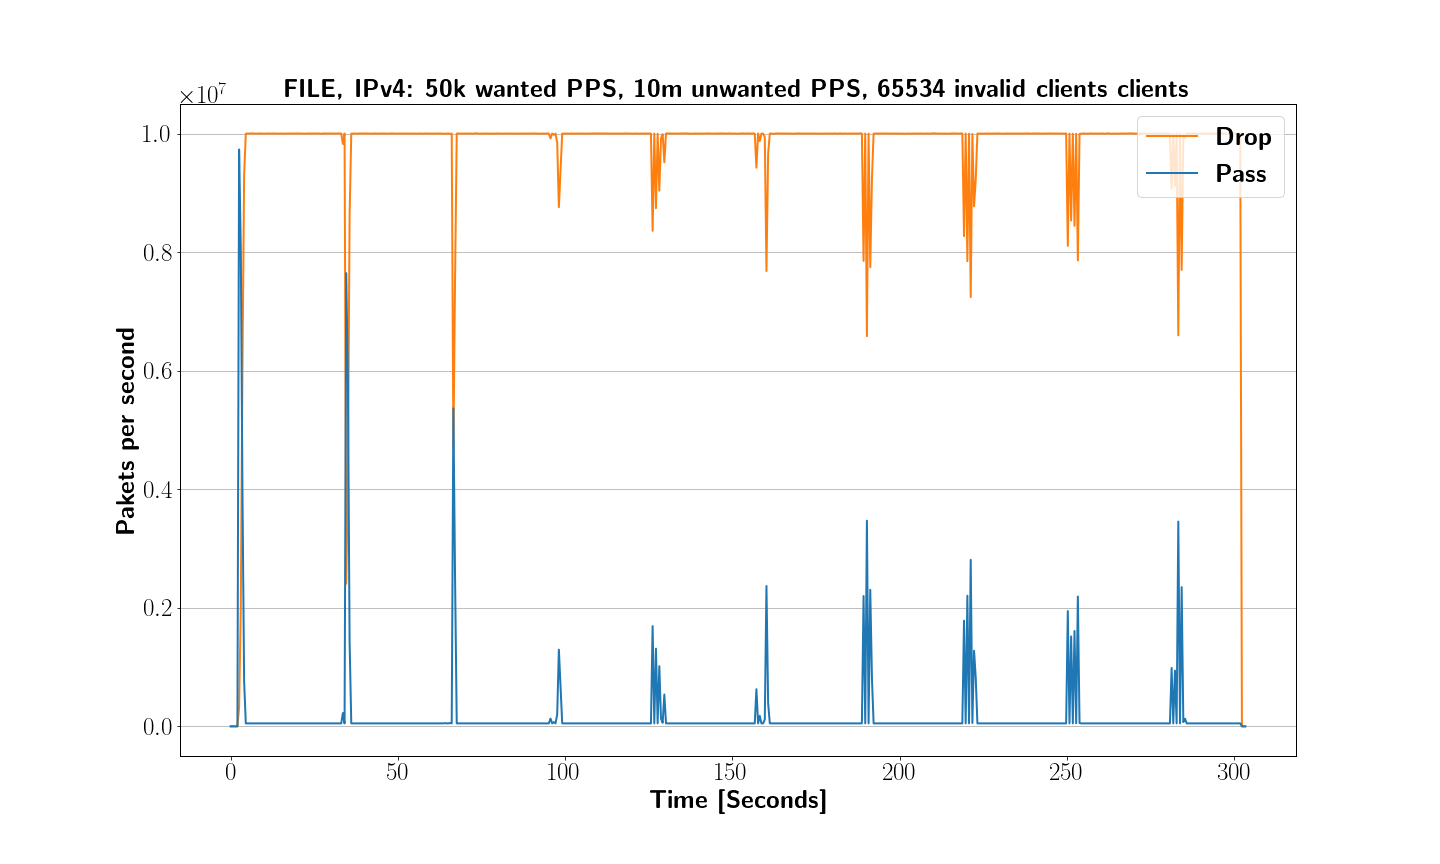 FILE, IPv4: 50k wanted PPS, 10m unwanted PPS, 65534 invalid clients clients
×10⁷
1.0
0.8
0.6
0.4
0.2
0.0
Pakets per second
Drop
Pass
0 50 100 150 200 250 300
Time [Seconds]